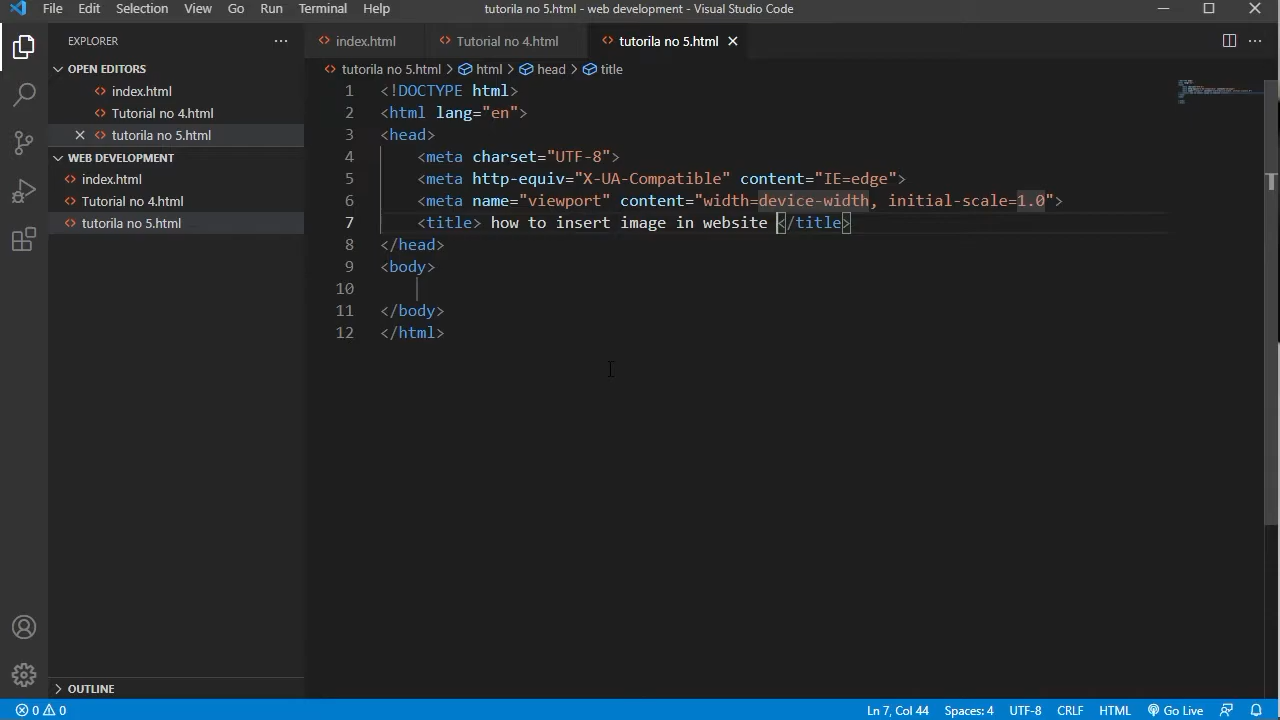 File Edit Selection View Go Run Terminal Help tutorila no 5.html - web development - Visual Studio Code
EXPLORER
OPEN EDITORS
index.html
Tutorial no 4.html
tutorila no 5.html
WEB DEVELOPMENT
index.html
Tutorial no 4.html
tutorila no 5.html
OUTLINE
index.html Tutorial no 4.html tutorila no 5.html
tutorila no 5.html > html > head > title
1 <!DOCTYPE html>
2 <html lang="en">
3 <head>
4 <meta charset="UTF-8">
5 <meta http-equiv="X-UA-Compatible" content="IE=edge">
6 <meta name="viewport" content="width=device-width, initial-scale=1.0">
7 <title> how to insert image in website </title>
8 </head>
9 <body>
10
11 </body>
12 </html>
0 0 Ln 7, Col 44 Spaces: 4 UTF-8 CRLF HTML Go Live